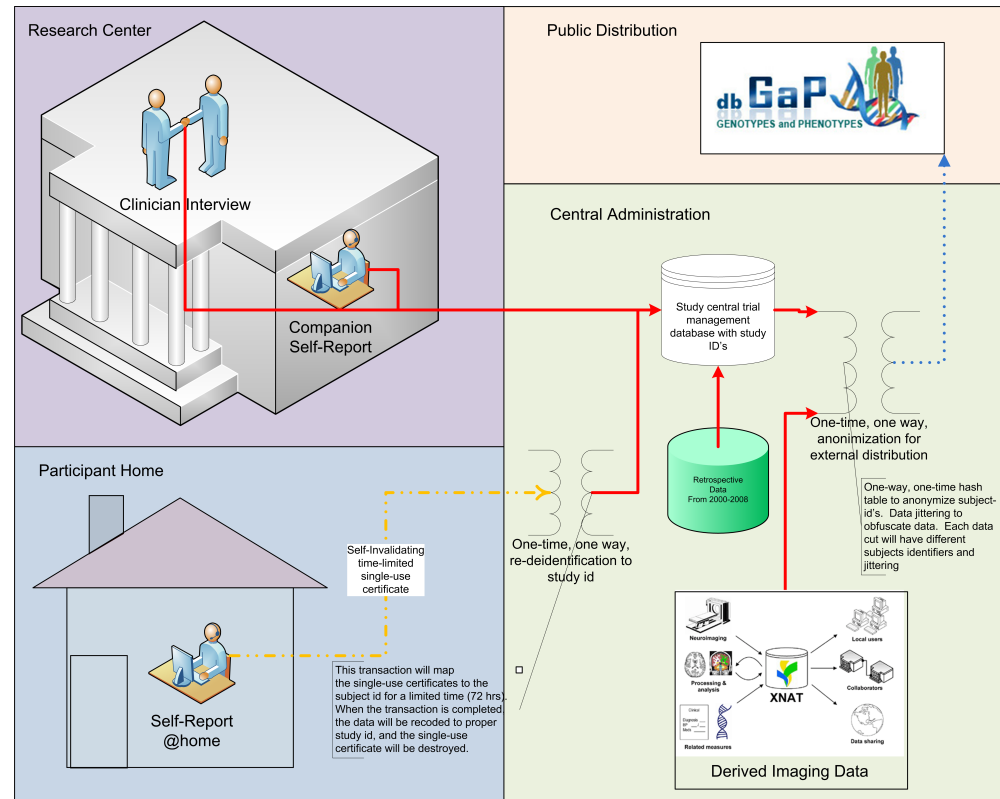 Research Center
Clinician Interview
Companion
Self-Report
Public Distribution
db GaP
GENOTYPES and PHENOTYPES
Central Administration
Study central trial
management
database with study
ID's
One-time, one way,
anonimization for
external distribution
Retrospective
Data
From 2000-2008
One-way, one-time hash
table to anonymize subject-
id's. Data jittering to
obfuscate data. Each data
cut will have different
subjects identifiers and
jittering
One-time, one way,
re-deidentification to
study id
Participant Home
Self-Invalidating
time-limited
single-use
certificate
Self-Report
@home
This transaction will map
the single-use certificates to the
subject id for a limited time (72 hrs).
When the transaction is completed,
the data will be recoded to proper
study id, and the single-use
certificate will be destroyed.
Neuroimaging
Local users
Processing &
analysis
XNAT
Collaborators
Clinical
Diagnosis
BP
Meds
Related measures
Data sharing
Derived Imaging Data